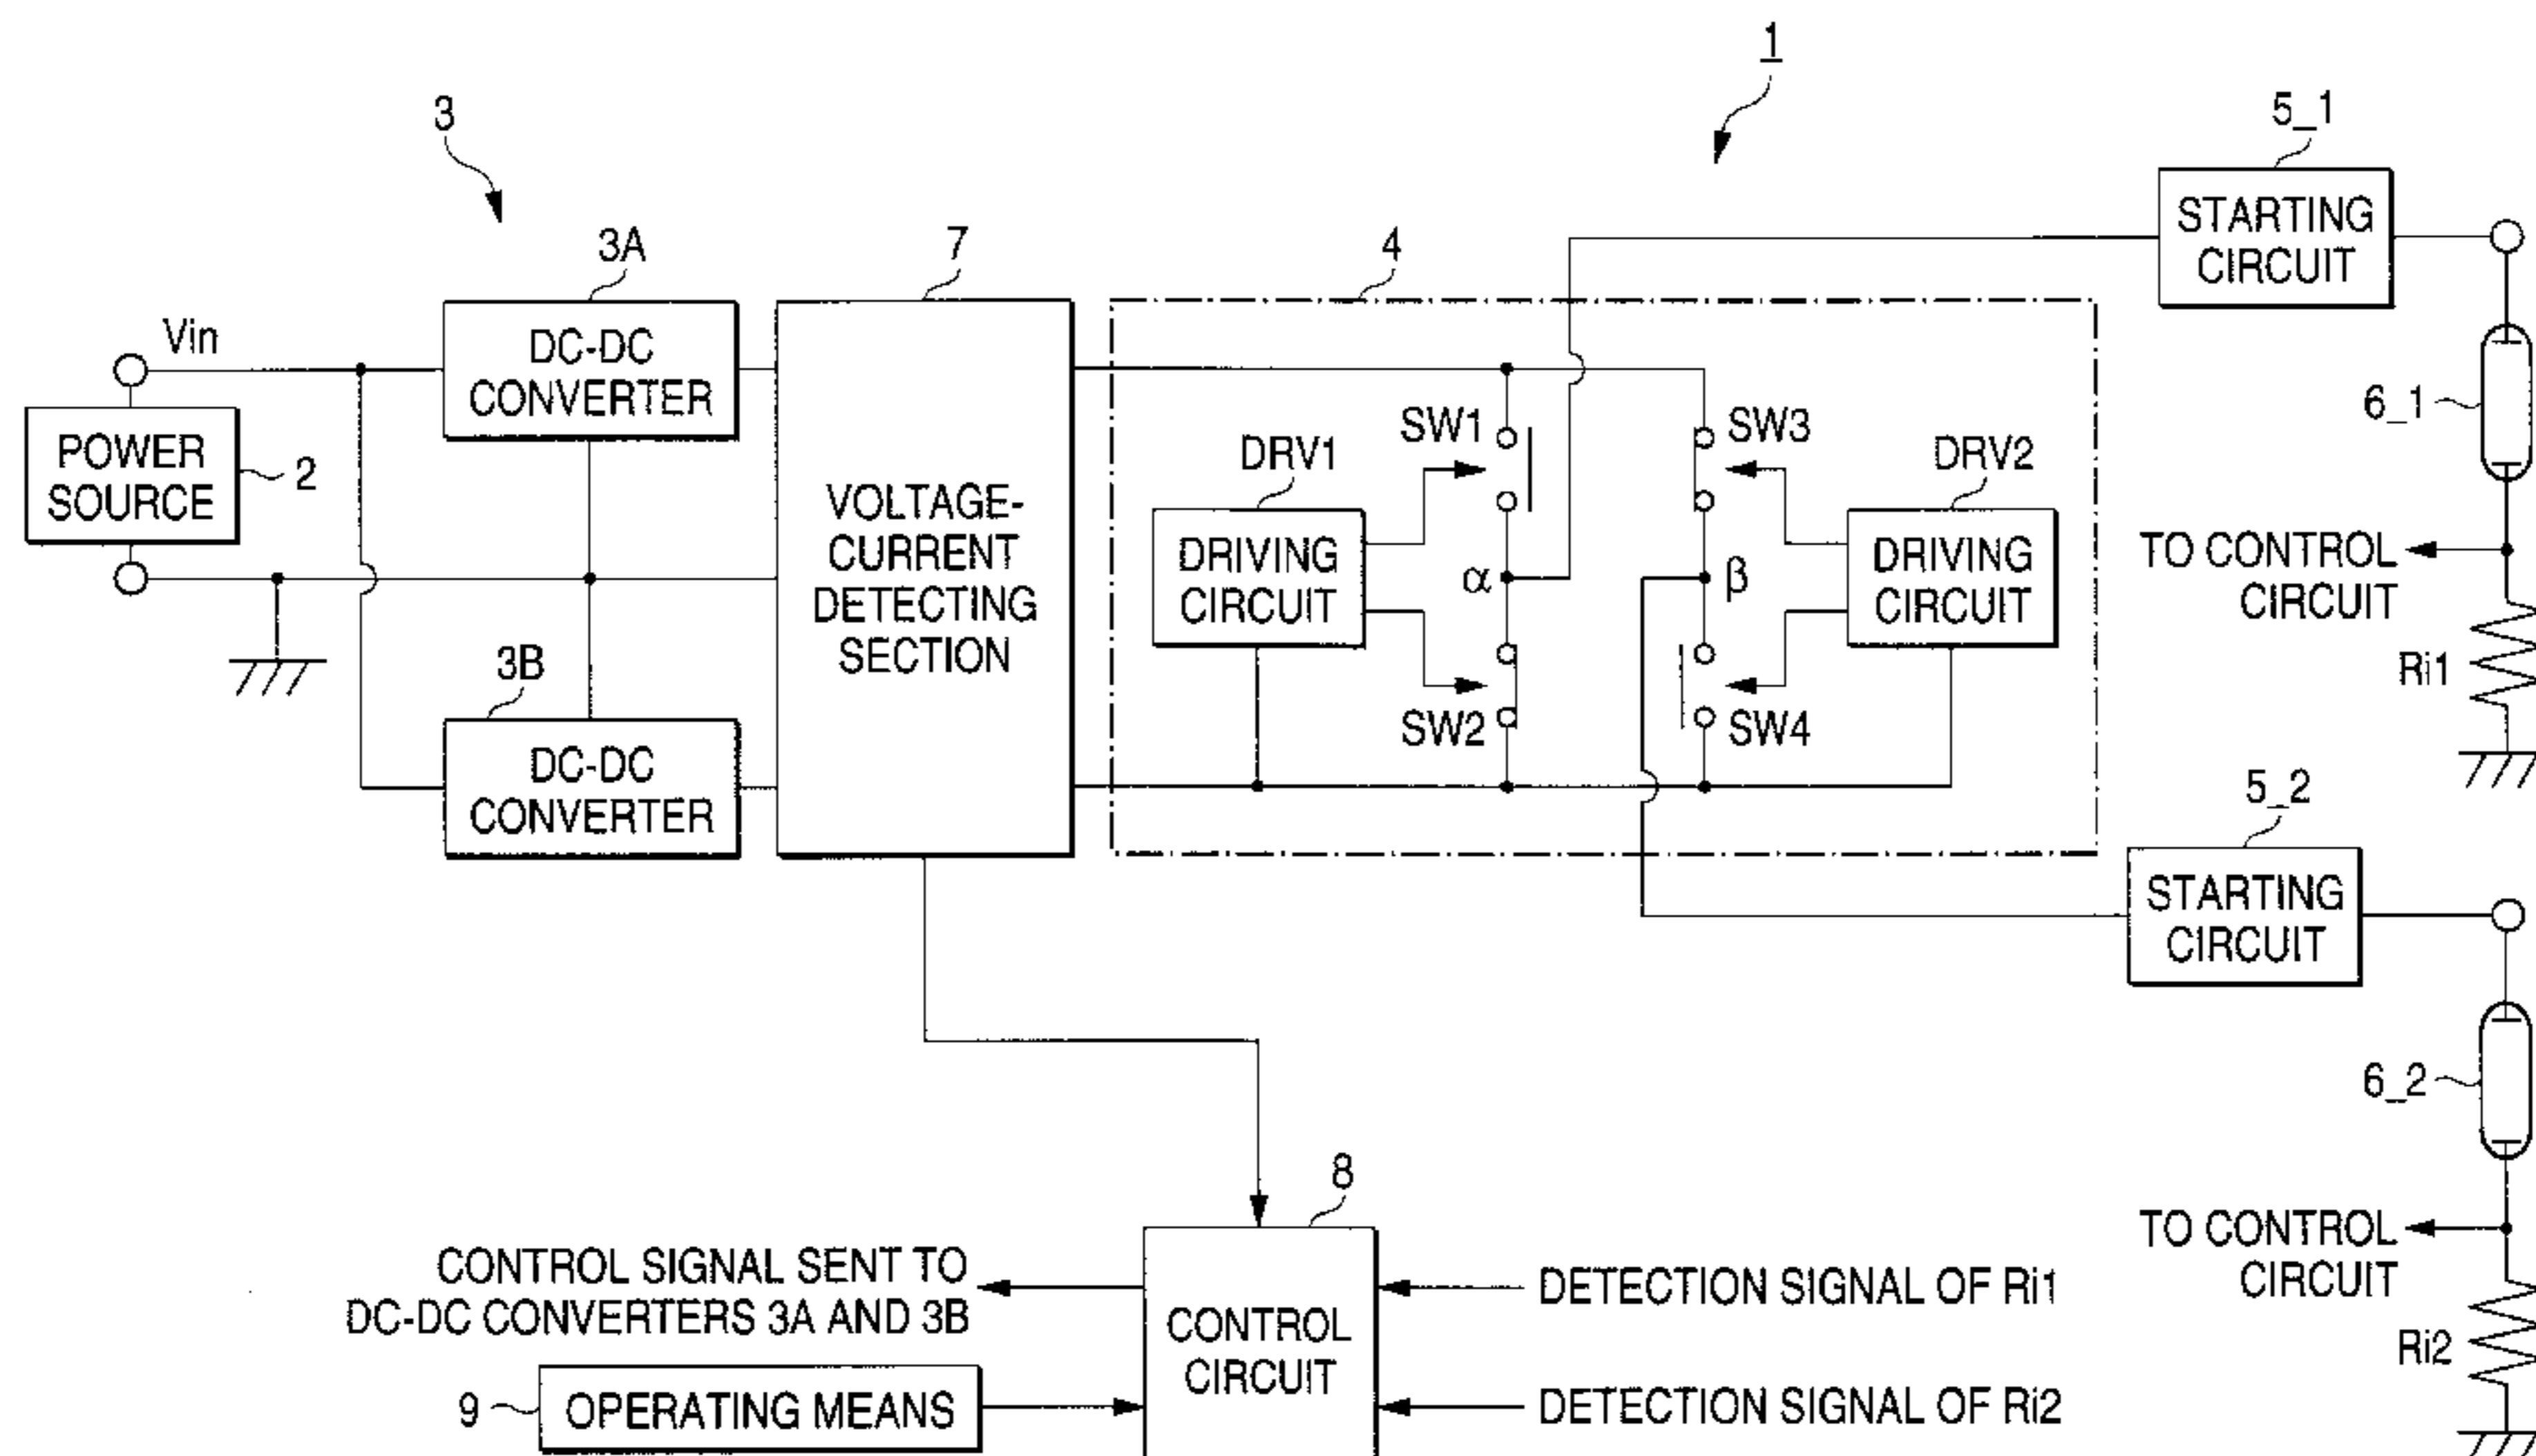 1
3
5_1
STARTING
CIRCUIT
3A
7
4
Vin
DC-DC
CONVERTER
POWER
SOURCE
2
VOLTAGE-
CURRENT
DETECTING
SECTION
SW1
SW3
DRV1
DRV2
DRIVING
CIRCUIT
α
β
DRIVING
CIRCUIT
SW2
SW4
6_1
TO CONTROL
CIRCUIT
Ri1
3B
DC-DC
CONVERTER
5_2
STARTING
CIRCUIT
6_2
TO CONTROL
CIRCUIT
Ri2
8
CONTROL SIGNAL SENT TO
DC-DC CONVERTERS 3A AND 3B
CONTROL
CIRCUIT
DETECTION SIGNAL OF Ri1
9
OPERATING MEANS
DETECTION SIGNAL OF Ri2